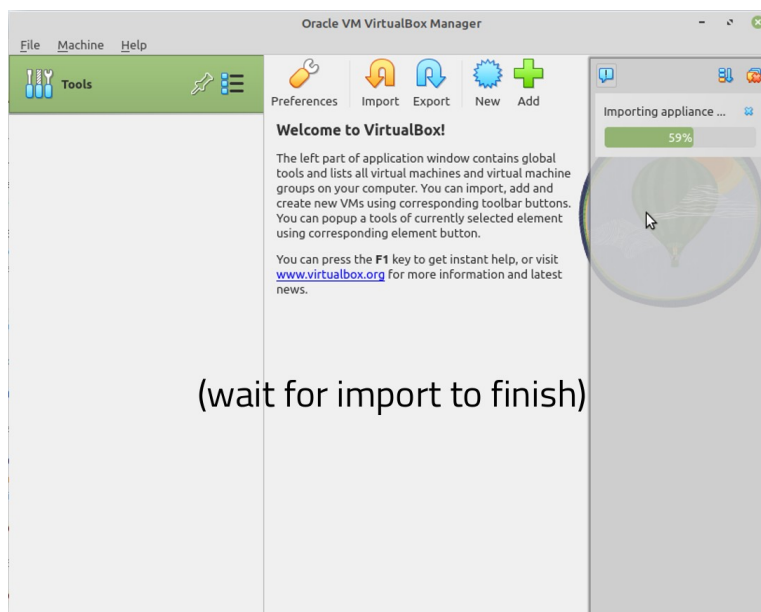 Oracle VM VirtualBox Manager
File Machine Help
Tools
Preferences Import Export New Add
Importing appliance ...
59%
Welcome to VirtualBox!
The left part of application window contains global
tools and lists all virtual machines and virtual machine
groups on your computer. You can import, add and
create new VMs using corresponding toolbar buttons.
You can popup a tools of currently selected element
using corresponding element button.
You can press the F1 key to get instant help, or visit
www.virtualbox.org for more information and latest
news.
(wait for import to finish)